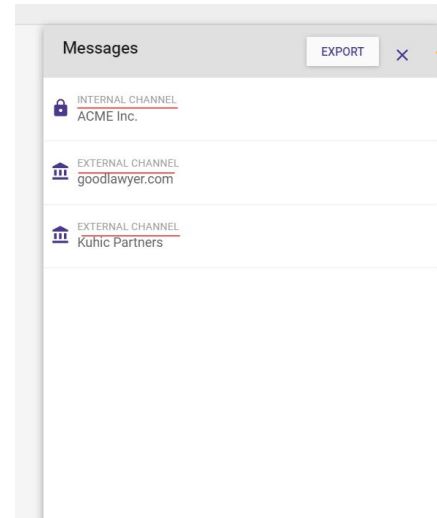 Messages
EXPORT
INTERNAL CHANNEL
ACME Inc.
EXTERNAL CHANNEL
goodlawyer.com
EXTERNAL CHANNEL
Kuhic Partners